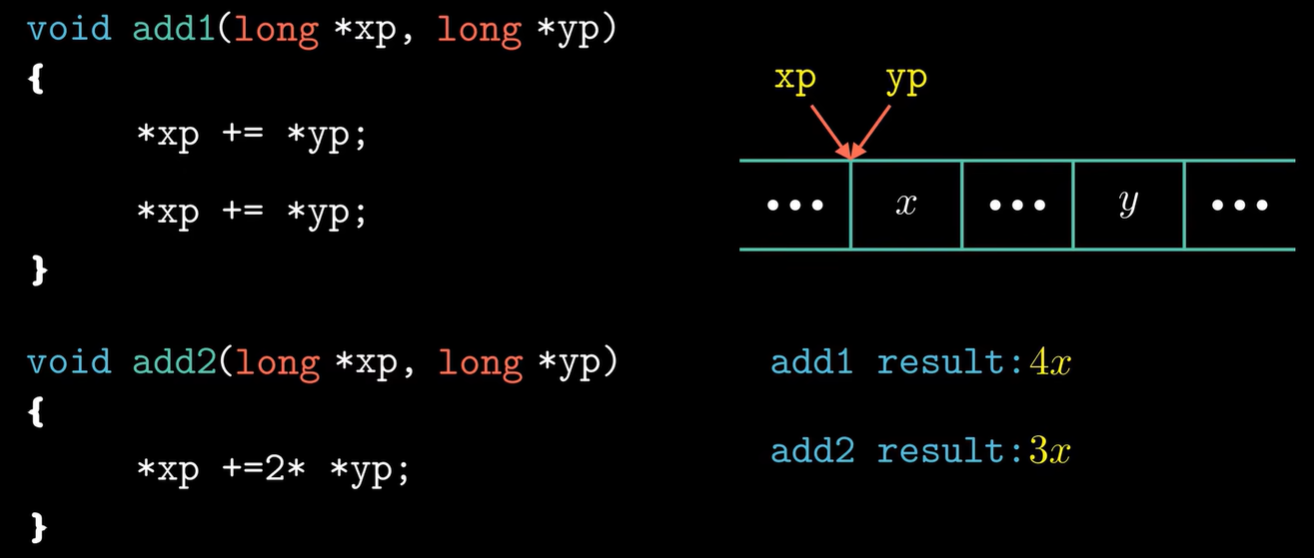 void add1(long *xp, long *yp)
{
*xp += *yp;
*xp += *yp;
}
void add2(long *xp, long *yp)
{
*xp +=2* *yp;
}
xp yp
••• x ••• y •••
add1 result:4x
add2 result:3x